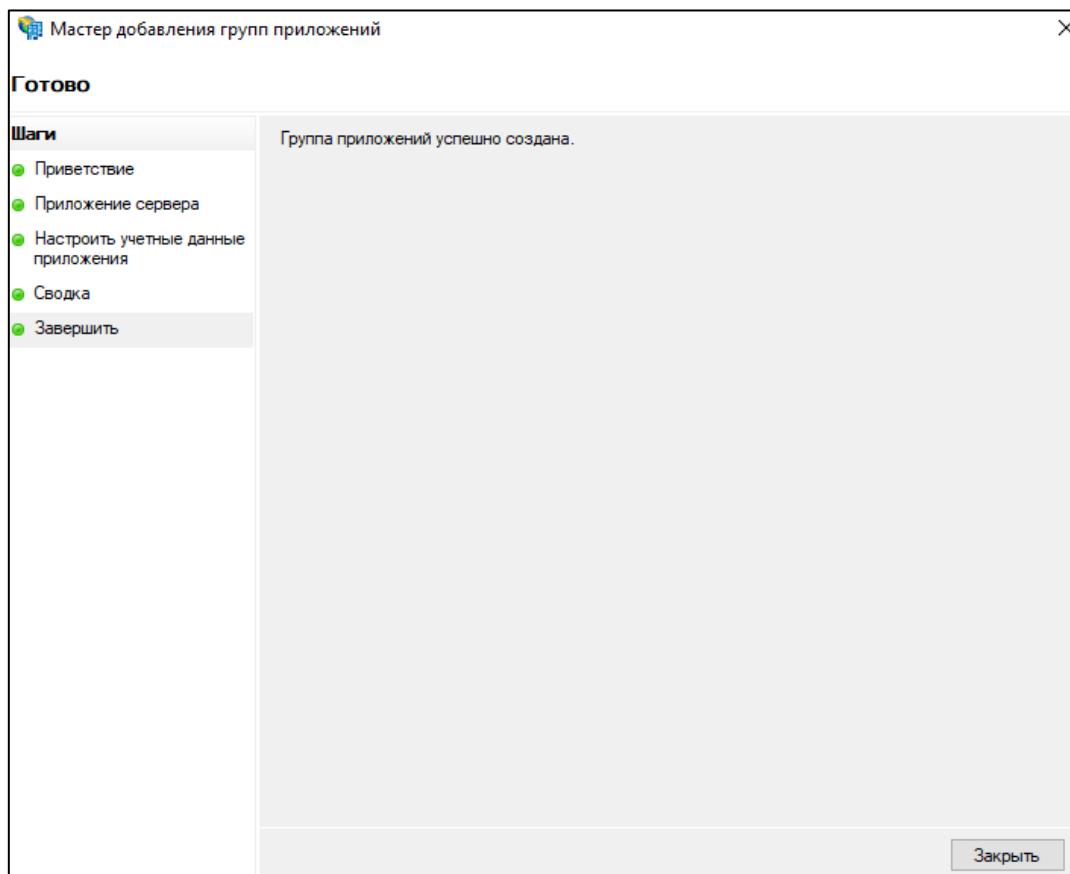 Мастер добавления групп приложений
Готово
Шаги
Приветствие
Приложение сервера
Настроить учетные данные
приложения
Сводка
Завершить
Группа приложений успешно создана.
Закрыть